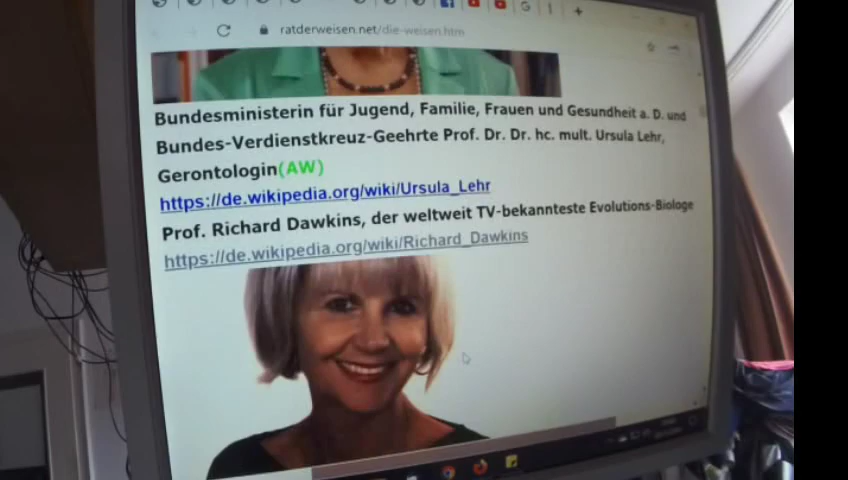 ratderweisen.net/die-weisen.htm
Bundesministerin für Jugend, Familie, Frauen und Gesundheit a. D. und
Bundes-Verdienstkreuz-Geehrte Prof. Dr. Dr. hc. mult. Ursula Lehr,
Gerontologin(AW)
https://de.wikipedia.org/wiki/Ursula_Lehr
Prof. Richard Dawkins, der weltweit TV-bekannteste Evolutions-Biologe
https://de.wikipedia.org/wiki/Richard_Dawkins